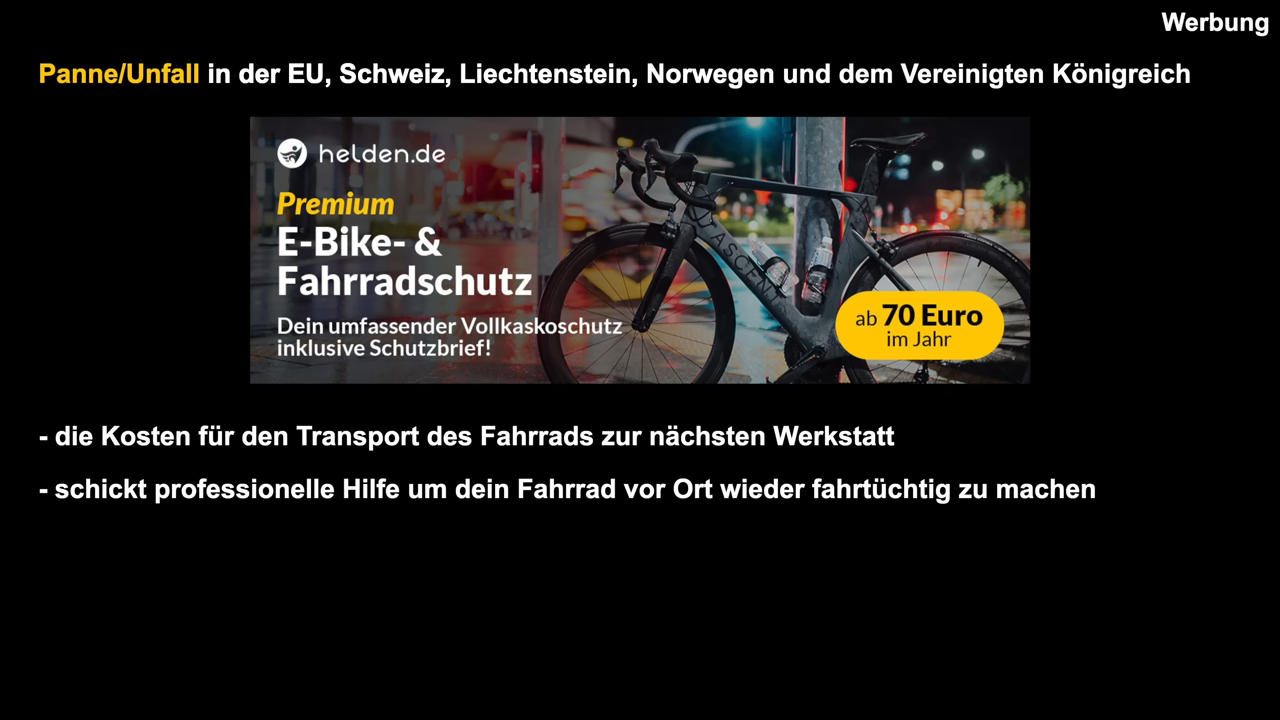 Werbung
Panne/Unfall in der EU, Schweiz, Liechtenstein, Norwegen und dem Vereinigten Königreich
helden.de
Premium
E-Bike- &
Fahrradschutz
Dein umfassender Vollkaskoschutz
inklusive Schutzbrief!
ASCENT
ab 70 Euro
im Jahr
- die Kosten für den Transport des Fahrrads zur nächsten Werkstatt
- schickt professionelle Hilfe um dein Fahrrad vor Ort wieder fahrtüchtig zu machen